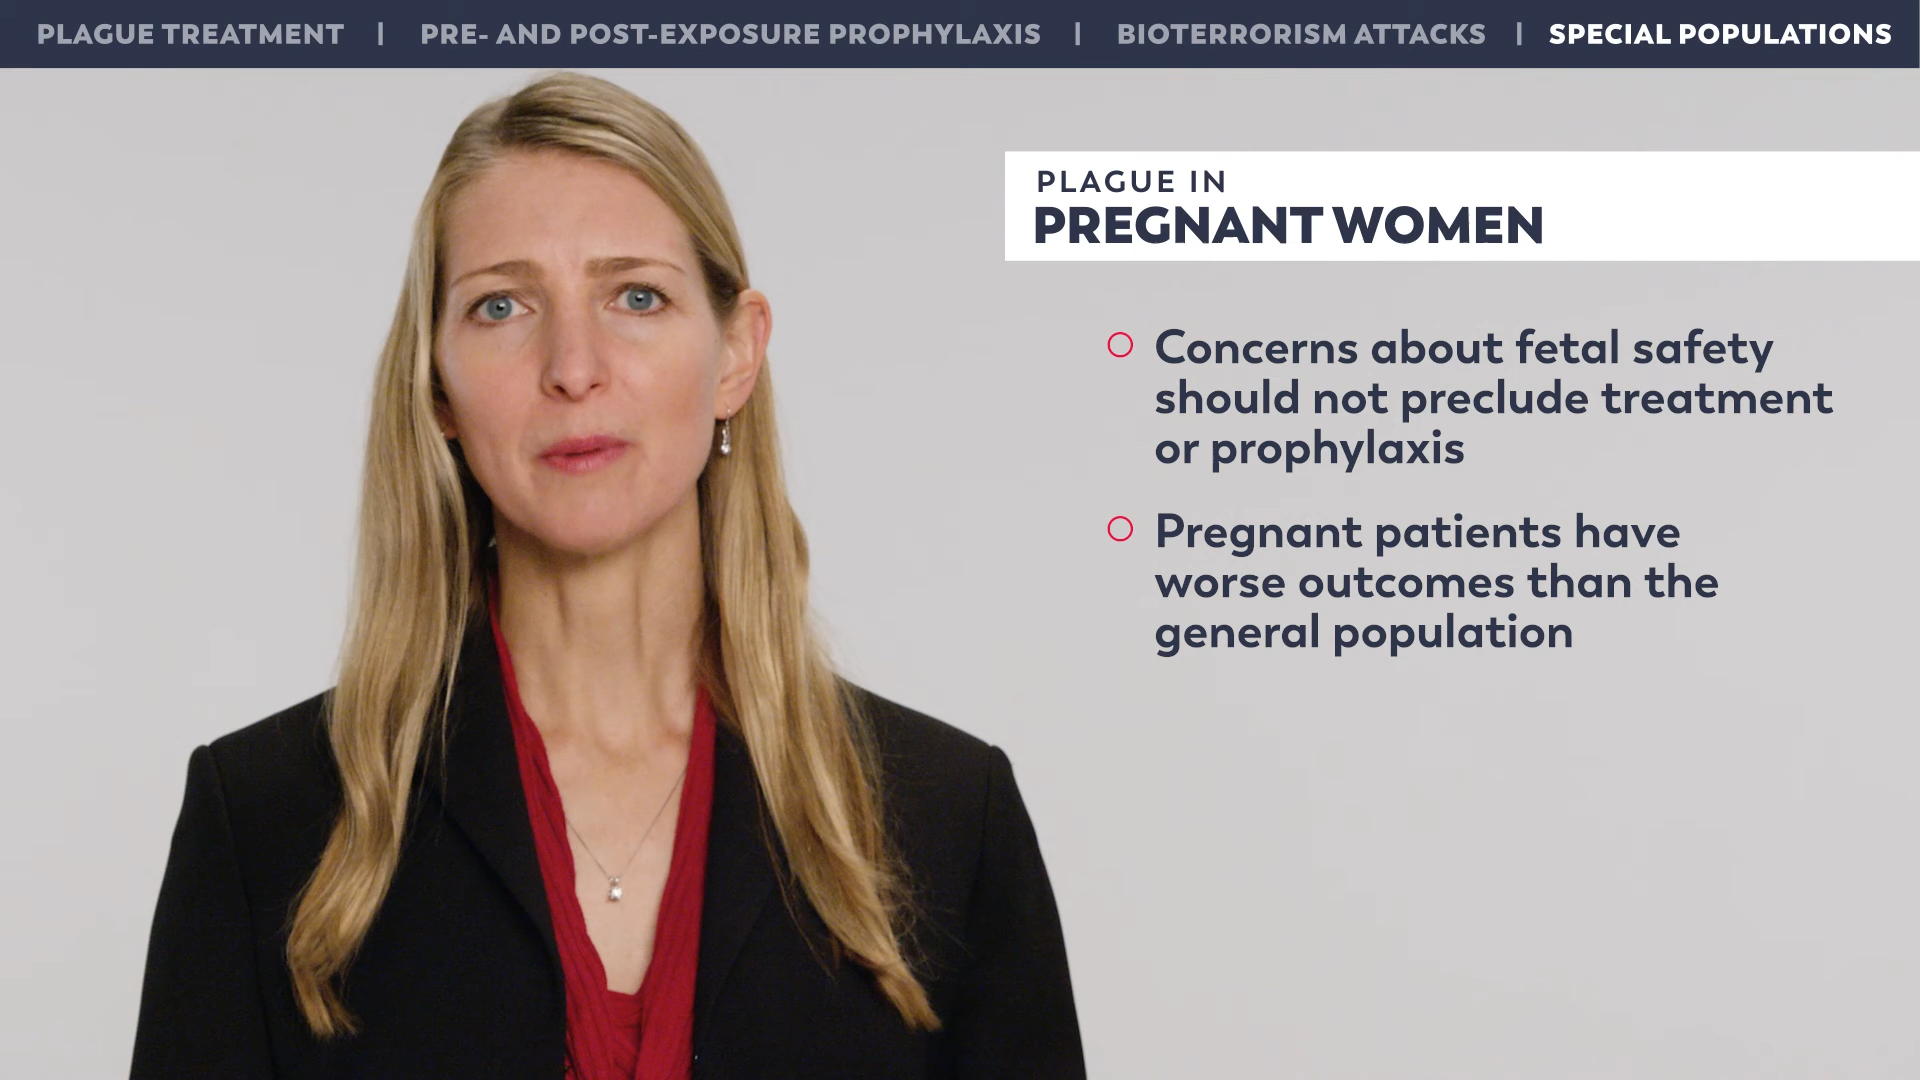 PLAGUE TREATMENT | PRE- AND POST-EXPOSURE PROPHYLAXIS | BIOTERRORISM ATTACKS | SPECIAL POPULATIONS
PLAGUE IN
PREGNANT WOMEN
Concerns about fetal safety
should not preclude treatment
or prophylaxis
Pregnant patients have
worse outcomes than the
general population